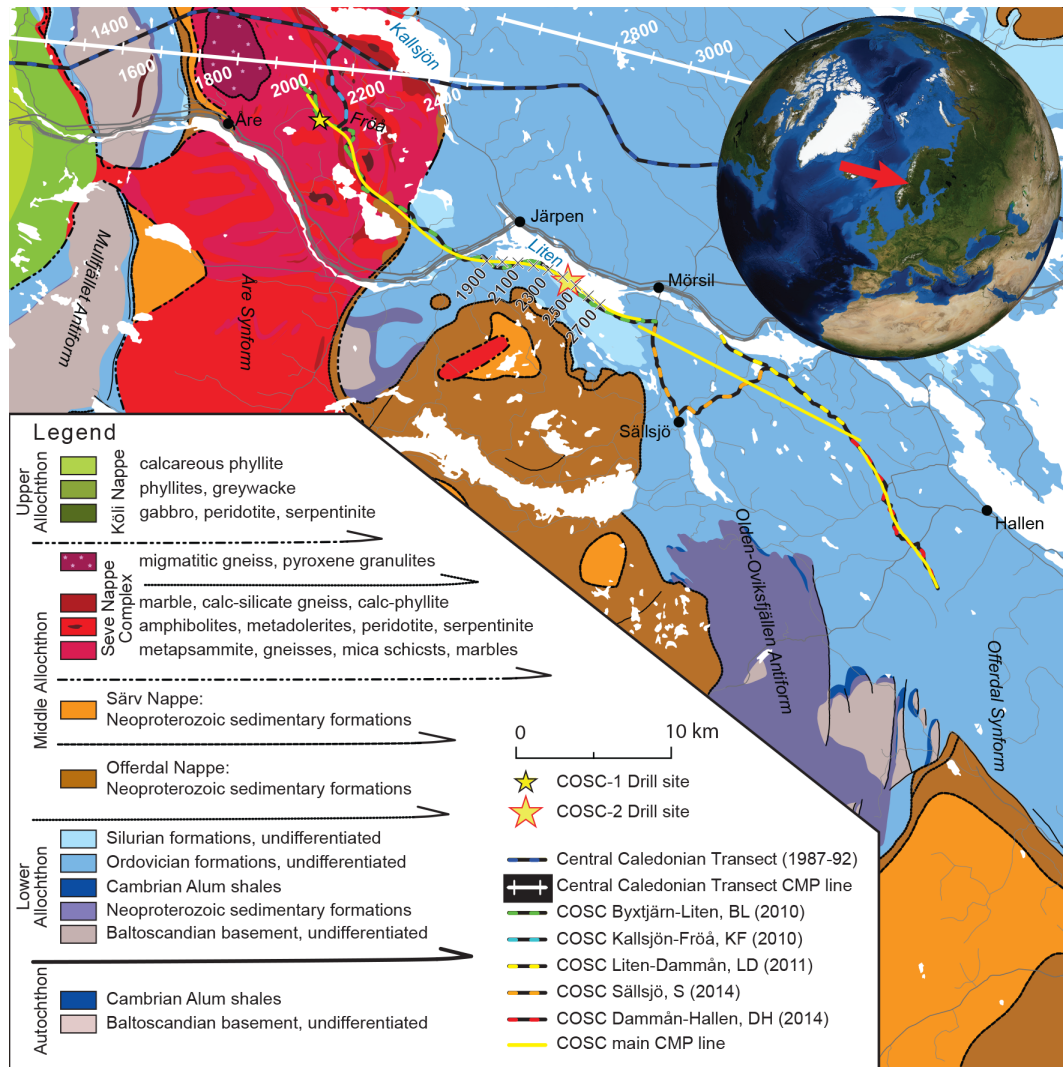 1400
1600
1800
2000
2200
2400
2800
3000
Kallsjön
Åre
Fröå
Järpen
Liten
Mörsil
1900
2100
2300
2500
2700
Mullfjället Antiform
Åre Synform
Sällsjö
Hallen
Olden-Oviksfjällen Antiform
Offerdal Synform
Legend
Upper
Allochthon
Köli Nappe
calcareous phyllite
phyllites, greywacke
gabbro, peridotite, serpentinite
Middle Allochthon
Seve Nappe
Complex
migmatitic gneiss, pyroxene granulites
marble, calc-silicate gneiss, calc-phyllite
amphibolites, metadolerites, peridotite, serpentinite
metapsammite, gneisses, mica schicsts, marbles
Särv Nappe:
Neoproterozoic sedimentary formations
Offerdal Nappe:
Neoproterozoic sedimentary formations
Lower
Allochthon
Silurian formations, undifferentiated
Ordovician formations, undifferentiated
Cambrian Alum shales
Neoproterozoic sedimentary formations
Baltoscandian basement, undifferentiated
Autochthon
Cambrian Alum shales
Baltoscandian basement, undifferentiated
0 10 km
COSC-1 Drill site
COSC-2 Drill site
Central Caledonian Transect (1987-92)
Central Caledonian Transect CMP line
COSC Byxtjärn-Liten, BL (2010)
COSC Kallsjön-Fröå, KF (2010)
COSC Liten-Dammån, LD (2011)
COSC Sällsjö, S (2014)
COSC Dammån-Hallen, DH (2014)
COSC main CMP line